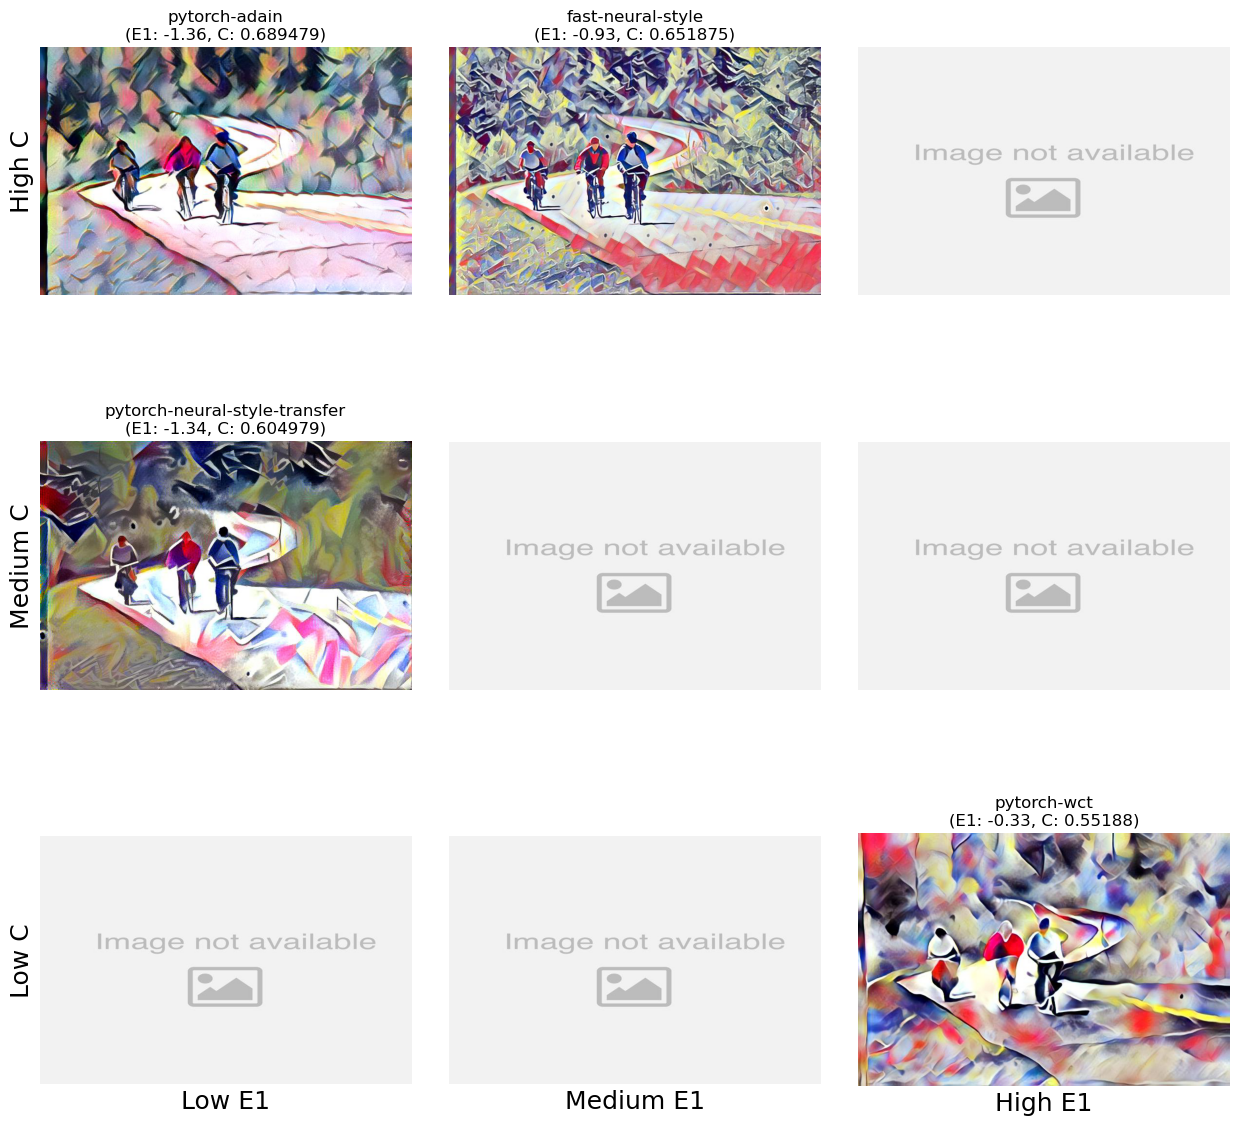 pytorch-adain
(E1: -1.36, C: 0.689479)
fast-neural-style
(E1: -0.93, C: 0.651875)
High C
Image not available
pytorch-neural-style-transfer
(E1: -1.34, C: 0.604979)
Medium C
Image not available
Image not available
pytorch-wct
(E1: -0.33, C: 0.55188)
Low C
Image not available
Image not available
Low E1
Medium E1
High E1